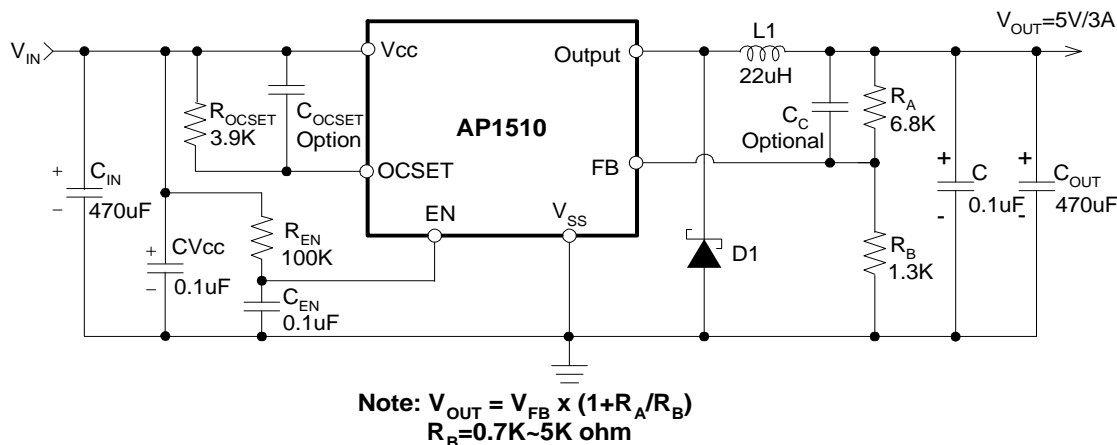 V_OUT=5V/3A
V_IN
Vcc
Output
L1
22uH
R_OCSET
3.9K
C_OCSET
Option
AP1510
C_C
Optional
R_A
6.8K
OCSET
FB
+
C_IN
-
470uF
EN
V_SS
+
C
-
0.1uF
+
C_OUT
-
470uF
R_EN
100K
CVcc
+
-
0.1uF
D1
R_B
1.3K
C_EN
0.1uF
Note: V_OUT = V_FB x (1+R_A/R_B)
R_B=0.7K~5K ohm